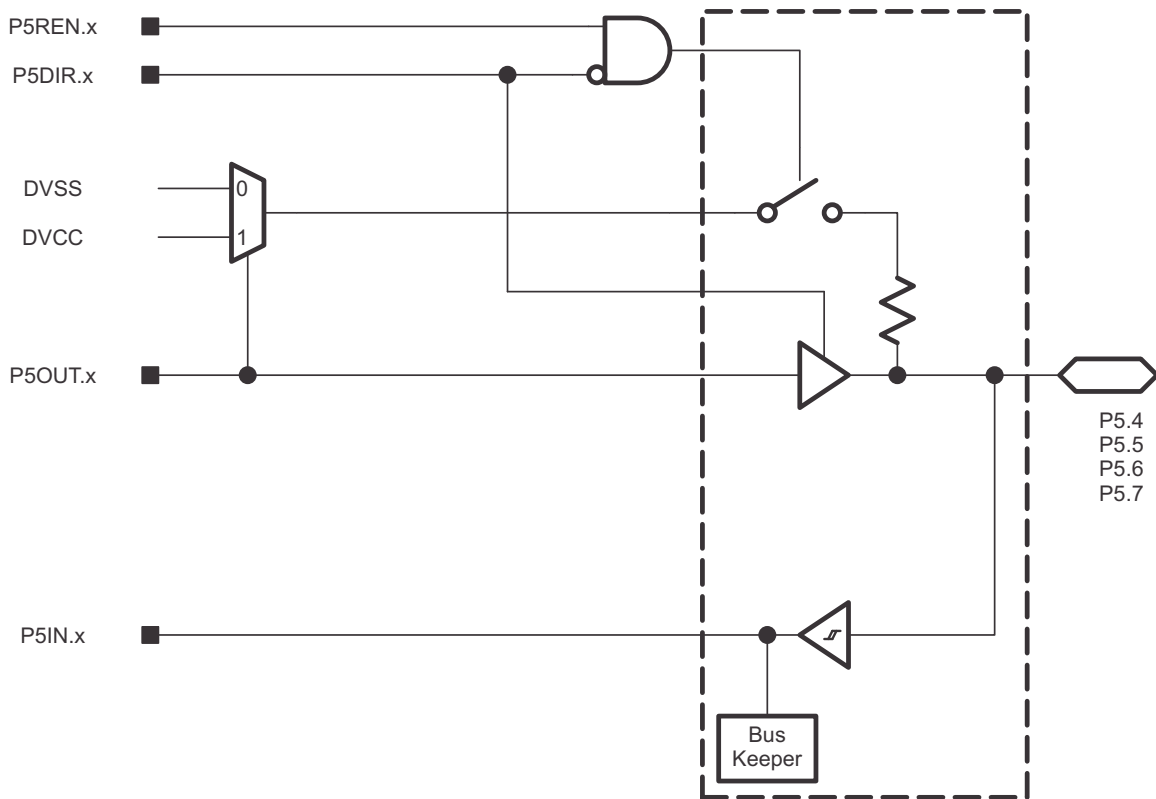 P5REN.x
P5DIR.x
DVSS
0
DVCC
1
P5OUT.x
P5.4
P5.5
P5.6
P5.7
P5IN.x
Bus
Keeper